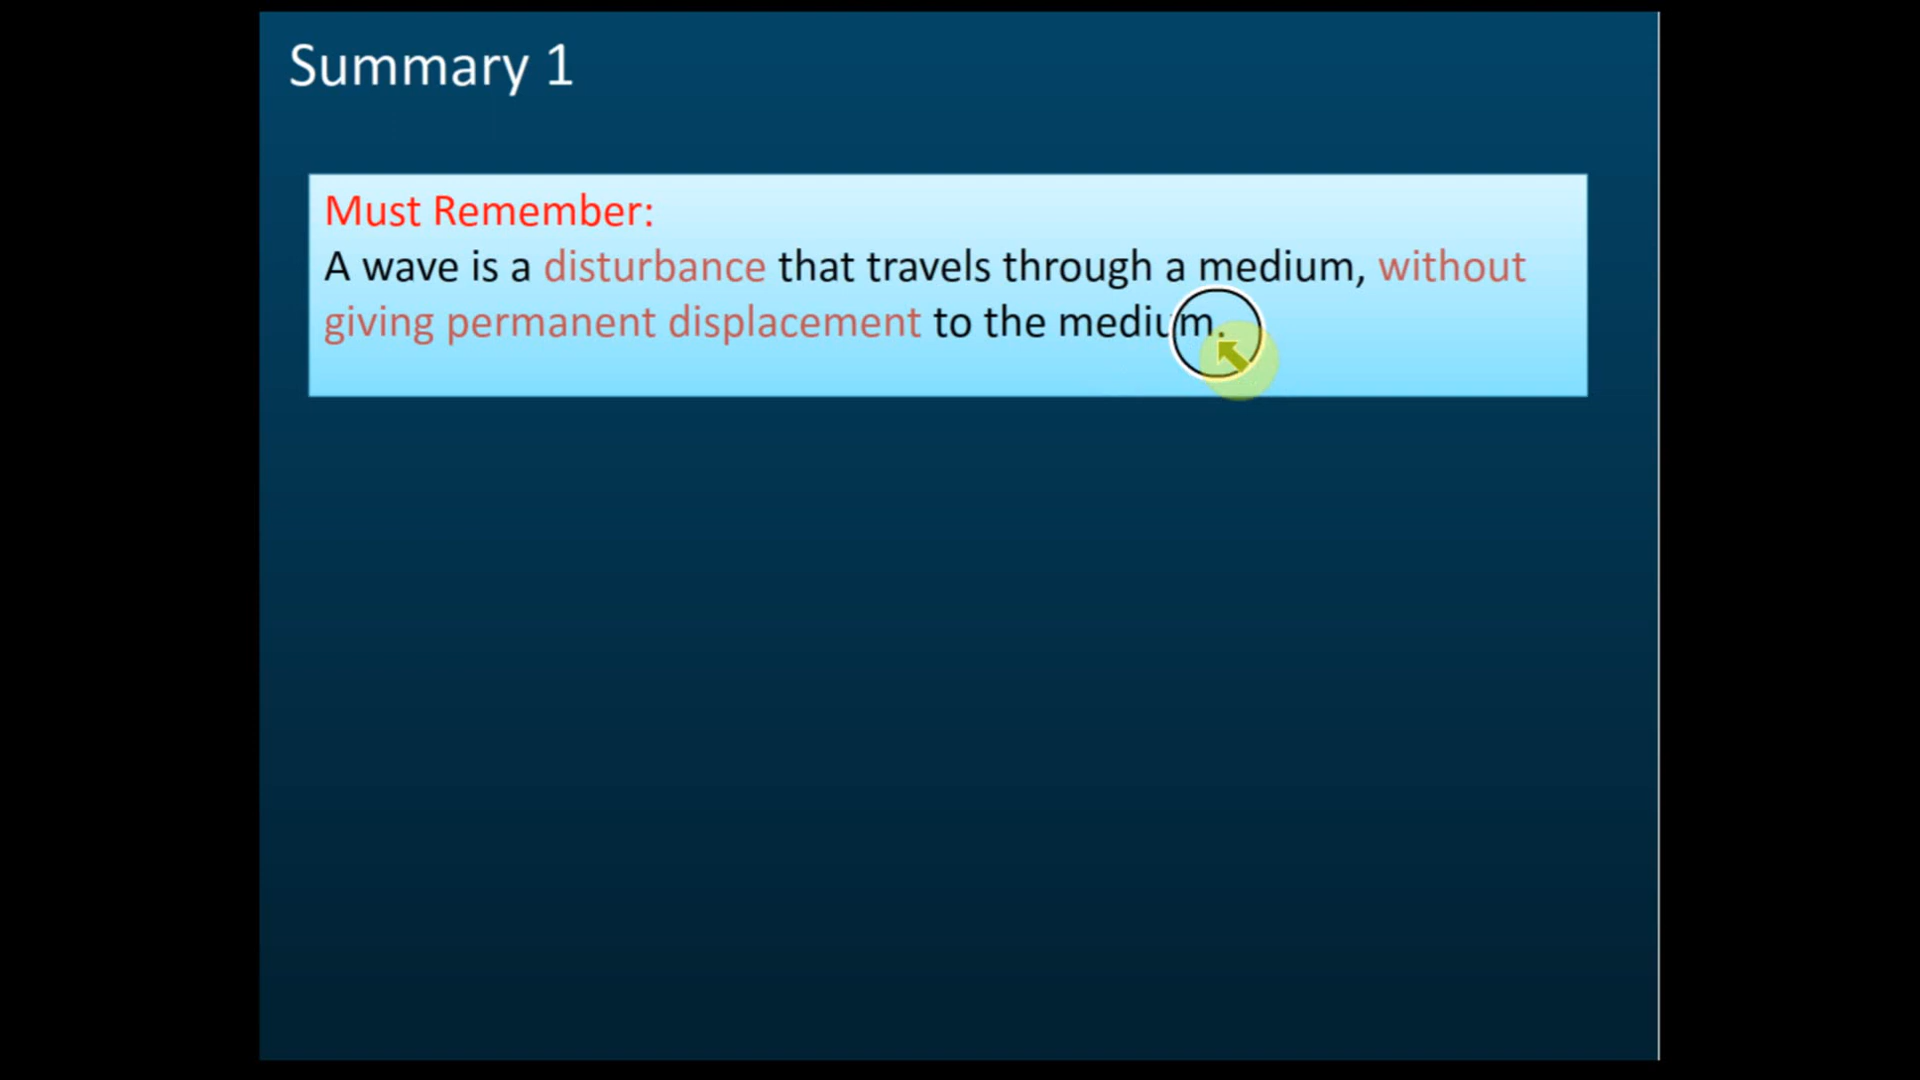 Summary 1
Must Remember:
A wave is a disturbance that travels through a medium, without
giving permanent displacement to the medium.